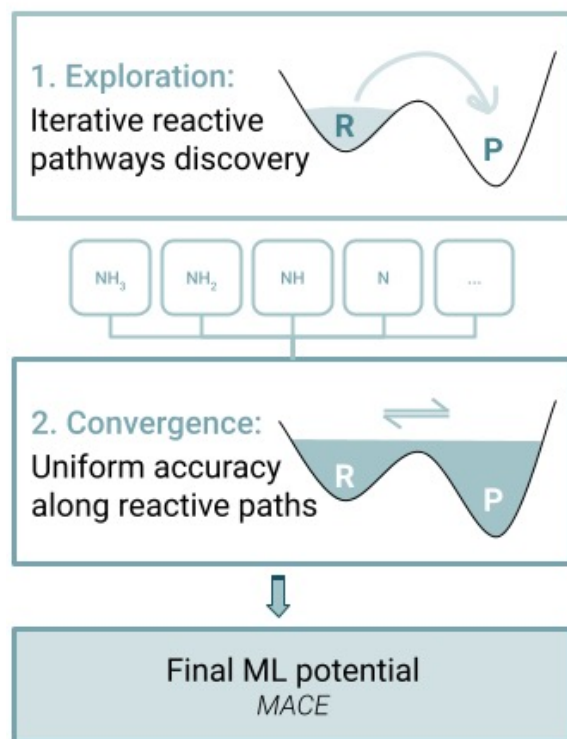 1. Exploration:
Iterative reactive
pathways discovery
R
P
NH₃ NH₂ NH N ...
2. Convergence:
Uniform accuracy
along reactive paths
R
P
Final ML potential
MACE